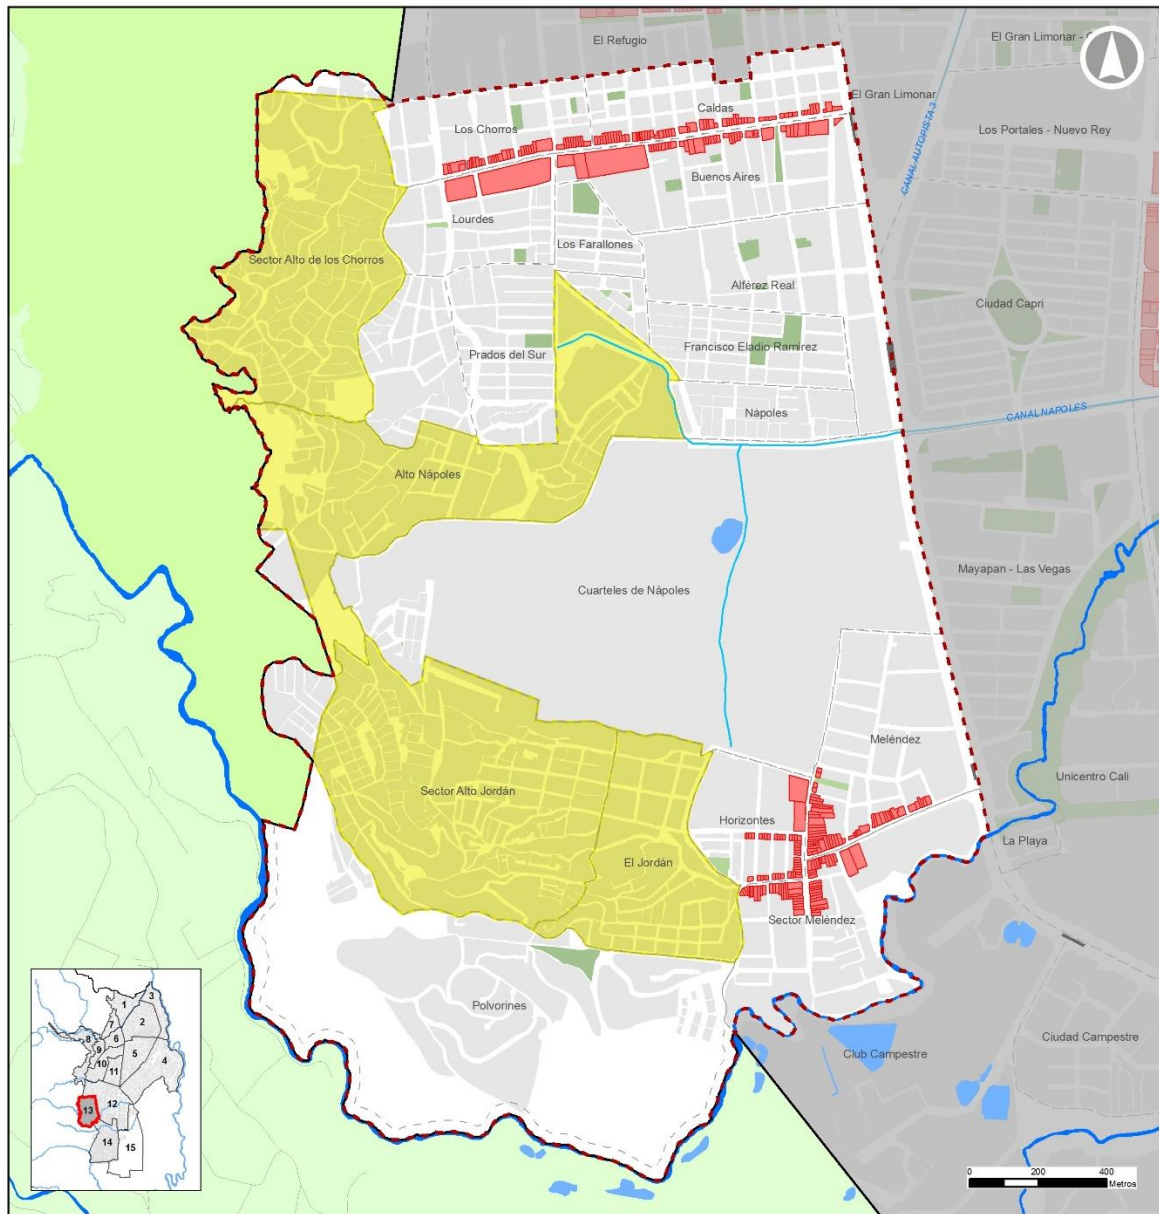 El Refugio
El Gran Limonar -
El Gran Limonar
Caldas
Los Chorros
CANAL AUTOPISTA 3
Los Portales - Nuevo Rey
Buenos Aires
Lourdes
Los Farallones
Sector Alto de los Chorros
Alférez Real
Ciudad Capri
Prados del Sur
Francisco Eladio Ramírez
Nápoles
CANAL NAPOLES
Alto Nápoles
Mayapan - Las Vegas
Cuarteles de Nápoles
Meléndez
Unicentro Cali
Sector Alto Jordán
Horizontes
La Playa
El Jordán
Sector Meléndez
Polvorines
Ciudad Campestre
Club Campestre
3
1
2
7
6
8
9
5
4
10
11
12
13
14
15
0 200 400
Metros